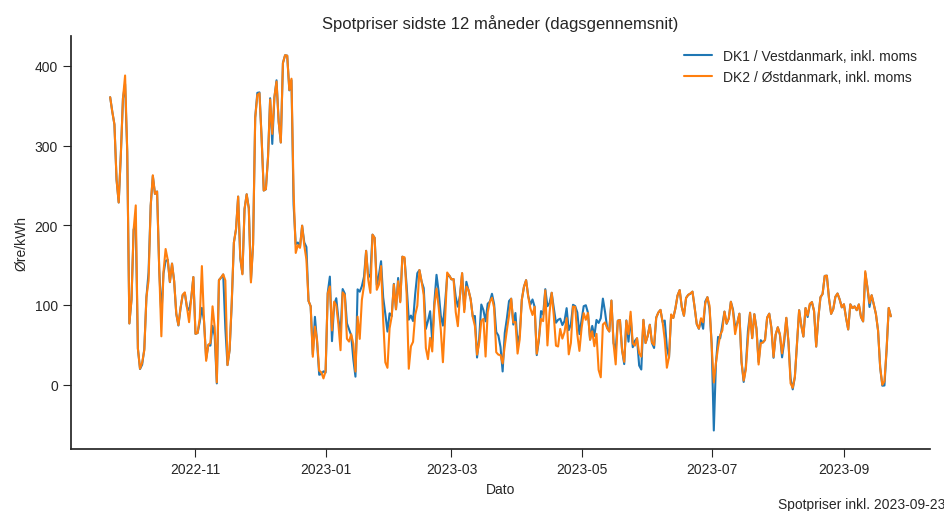 Spotpriser sidste 12 måneder (dagsgennemsnit)
DK1 / Vestdanmark, inkl. moms
DK2 / Østdanmark, inkl. moms
400
300
200
100
0
Øre/kWh
2022-11
2023-01
2023-03
2023-05
2023-07
2023-09
Dato
Spotpriser inkl. 2023-09-23